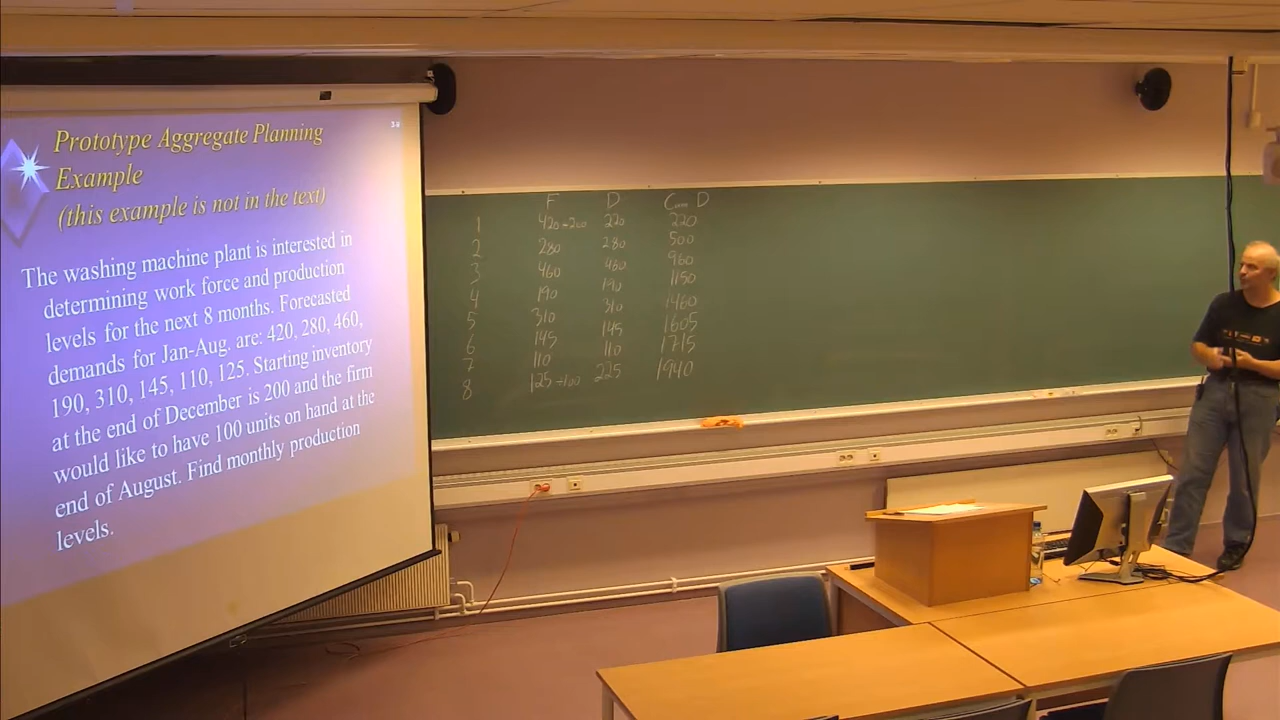 Prototype Aggregate Planning
Example
(this example is not in the text)
3-8
The washing machine plant is interested in
determining work force and production
levels for the next 8 months. Forecasted
demands for Jan-Aug. are: 420, 280, 460,
190, 310, 145, 110, 125. Starting inventory
at the end of December is 200 and the firm
would like to have 100 units on hand at the
end of August. Find monthly production
levels.
F D Cum D
1 420-200 220 220
2 280 280 500
3 460 460 960
4 190 190 1150
5 310 310 1460
6 145 145 1605
7 110 110 1715
8 125+100 225 1940